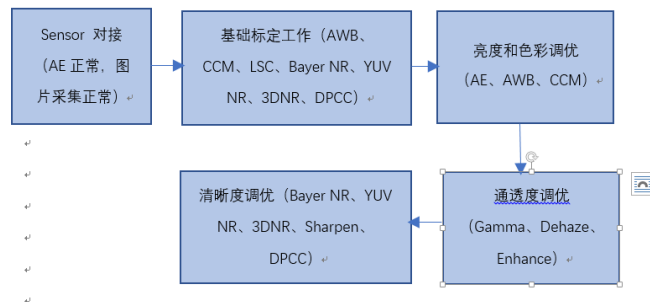 Sensor 对接
（AE 正常，图
片采集正常）
基础标定工作（AWB、
CCM、LSC、Bayer NR、YUV
NR、3DNR、DPCC）
亮度和色彩调优
（AE、AWB、CCM）
通透度调优
（Gamma、Dehaze、
Enhance）
清晰度调优（Bayer NR、YUV
NR、3DNR、Sharpen、
DPCC）